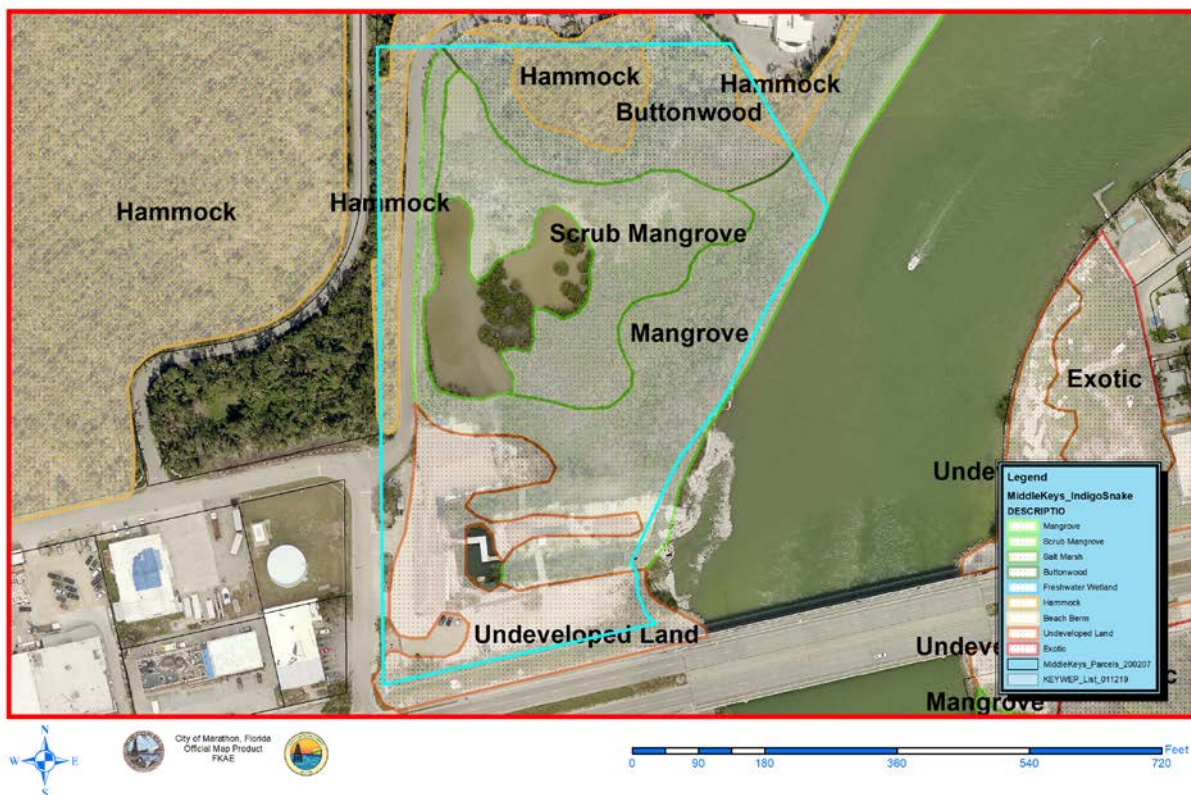 Hammock
Hammock
Buttonwood
Hammock
Hammock
Scrub Mangrove
Mangrove
Exotic
Unde
Undeveloped Land
Undeve
Mangrove
c
Legend
MiddleKeys_IndigoSnake
DESCRIPTIO
Mangrove
Scrub Mangrove
Salt Marsh
Buttonwood
Freshwater Wetland
Hammock
Beach Berm
Undeveloped Land
Exotic
MiddleKeys_Parcels_200207
KEYWEP_List_011219
N
W E
S
City of Marathon, Florida
Official Map Product
FKAE
Feet
0 90 180 360 540 720